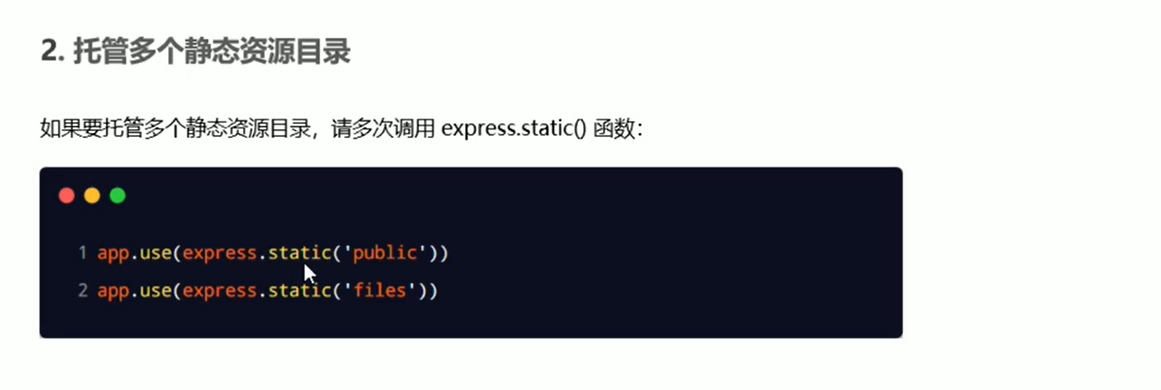 2. 托管多个静态资源目录
如果要托管多个静态资源目录，请多次调用 express.static() 函数：
1 app.use(express.static('public'))
2 app.use(express.static('files'))